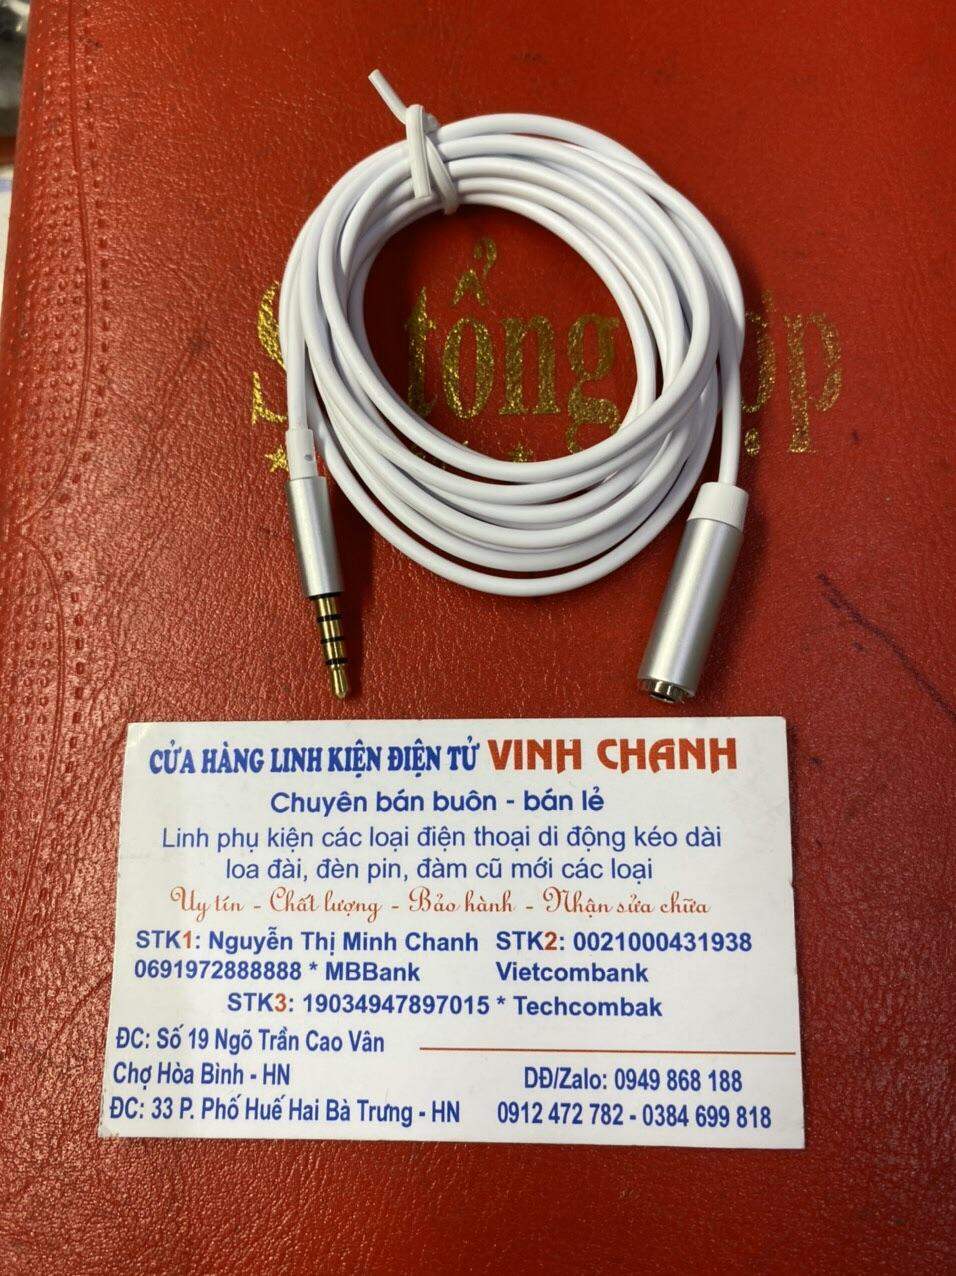 tổng
CỬA HÀNG LINH KIỆN ĐIỆN TỬ VINH CHANH
Chuyên bán buôn - bán lẻ
Linh phụ kiện các loại điện thoại di động kéo dài
loa đài, đèn pin, đàm cũ mới các loại
Uy tín - Chất lượng - Bảo hành - Nhận sửa chữa
STK1: Nguyễn Thị Minh Chanh STK2: 0021000431938
0691972888888 * MBBank Vietcombank
STK3: 19034947897015 * Techcombak
ĐC: Số 19 Ngõ Trần Cao Vân
Chợ Hòa Bình - HN DĐ/Zalo: 0949 868 188
ĐC: 33 P. Phố Huế Hai Bà Trưng - HN 0912 472 782 - 0384 699 818